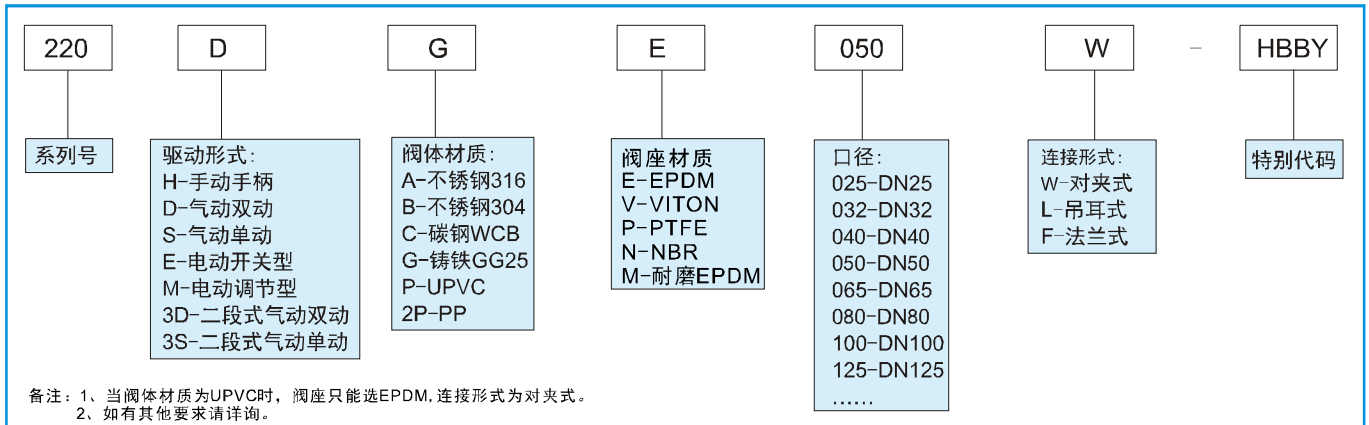 220 D G E 050 W - HBBY
系列号
驱动形式:
H-手动手柄
D-气动双动
S-气动单动
E-电动开关型
M-电动调节型
3D-二段式气动双动
3S-二段式气动单动
阀体材质:
A-不锈钢316
B-不锈钢304
C-碳钢WCB
G-铸铁GG25
P-UPVC
2P-PP
阀座材质
E-EPDM
V-VITON
P-PTFE
N-NBR
M-耐磨EPDM
口径:
025-DN25
032-DN32
040-DN40
050-DN50
065-DN65
080-DN80
100-DN100
125-DN125
......
连接形式:
W-对夹式
L-吊耳式
F-法兰式
特别代码
备注：1、当阀体材质为UPVC时，阀座只能选EPDM,连接形式为对夹式。
2、如有其他要求请详询。